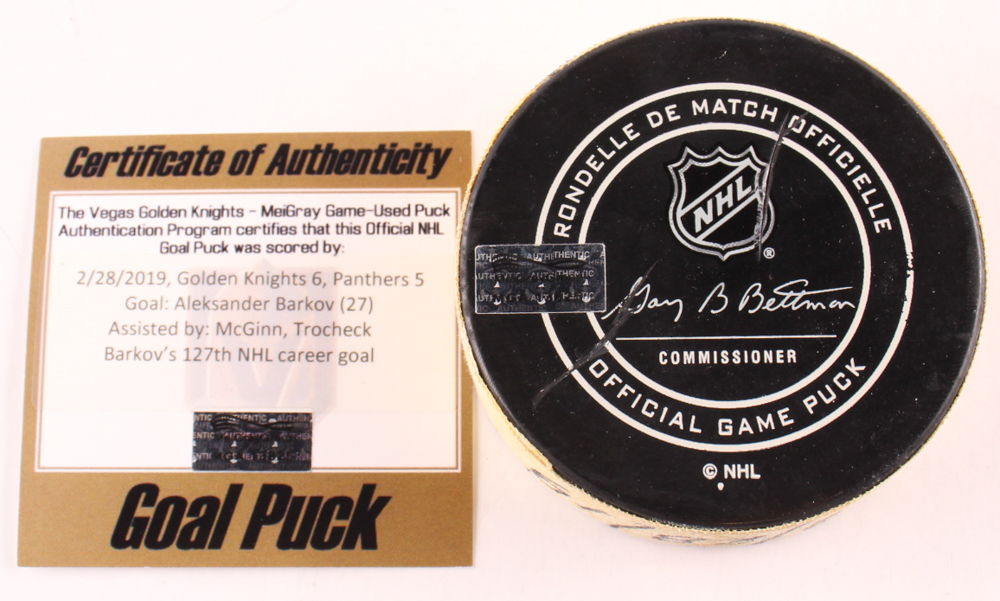 Certificate of Authenticity
The Vegas Golden Knights - MeiGray Game-Used Puck
Authentication Program certifies that this Official NHL
Goal Puck was scored by:
2/28/2019, Golden Knights 6, Panthers 5
Goal: Aleksander Barkov (27)
Assisted by: McGinn, Trocheck
Barkov's 127th NHL career goal
Goal Puck
RONDELLE DE MATCH OFFICIELLE
NHL
®
AUTHENTIC
Gary B Bettman
COMMISSIONER
OFFICIAL GAME PUCK
© NHL